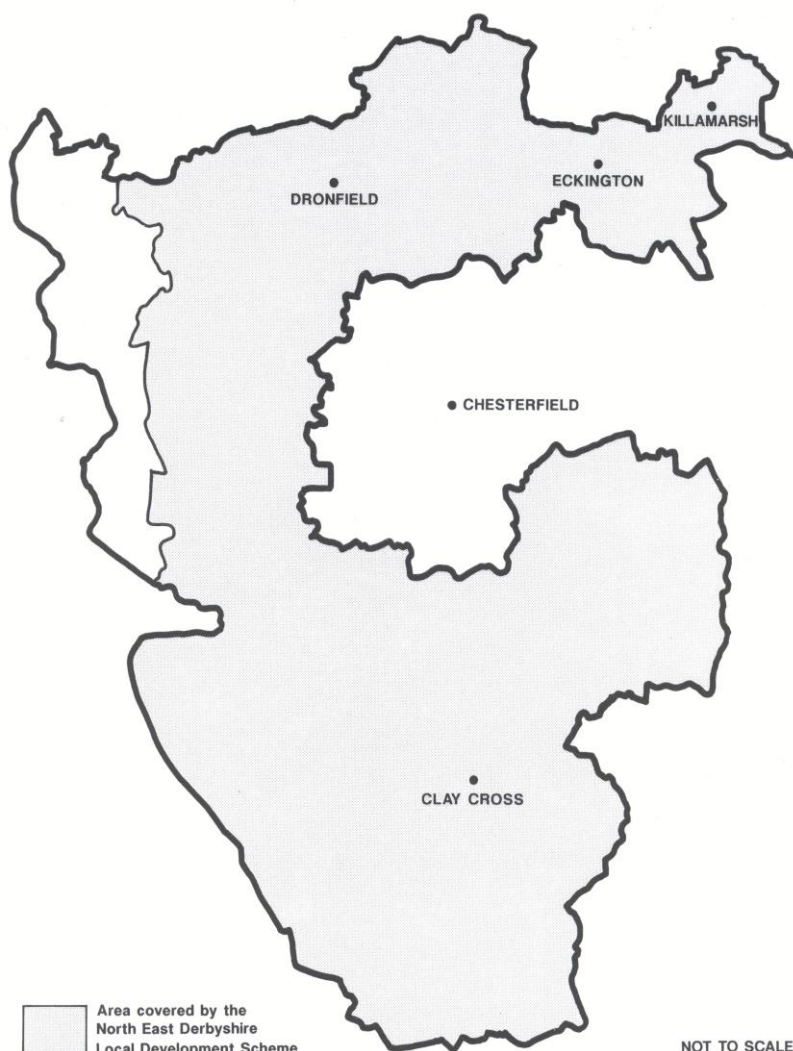 KILLAMARSH
ECKINGTON
DRONFIELD
CHESTERFIELD
CLAY CROSS
Area covered by the
North East Derbyshire
Local Development Scheme
NOT TO SCALE